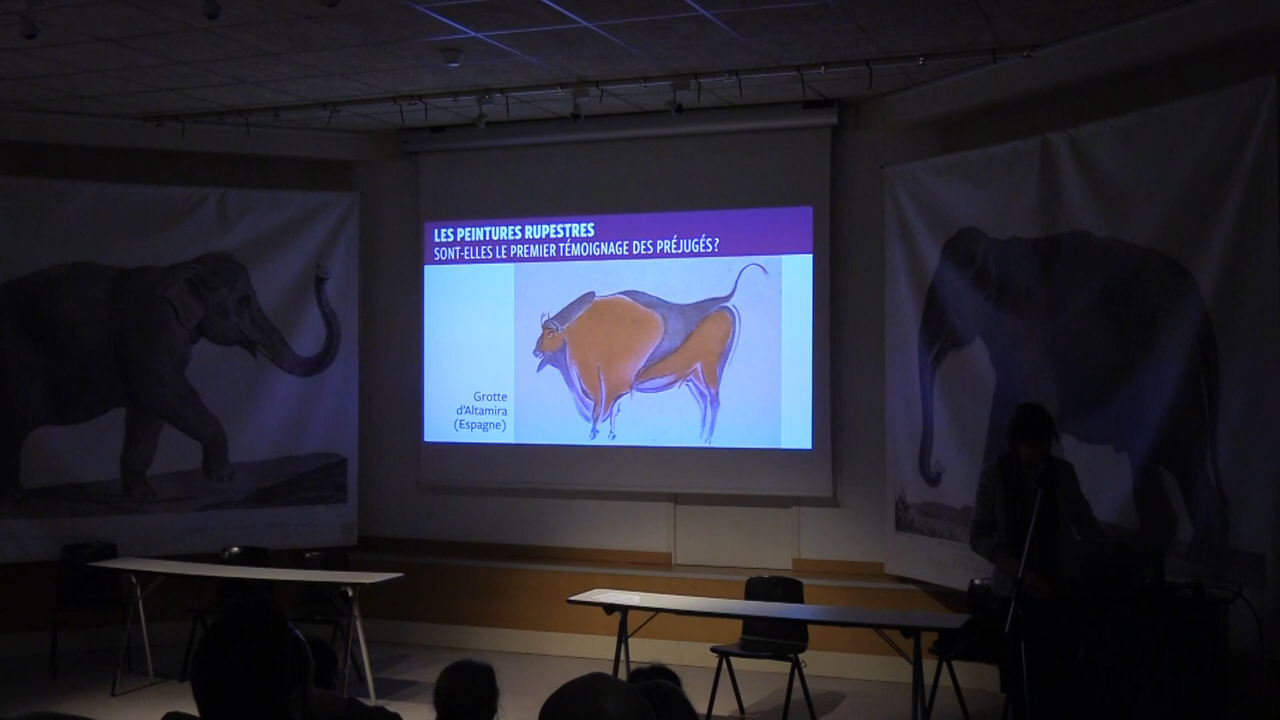 LES PEINTURES RUPESTRES
SONT-ELLES LE PREMIER TÉMOIGNAGE DES PRÉJUGÉS?
Grotte
d'Altamira
(Espagne)